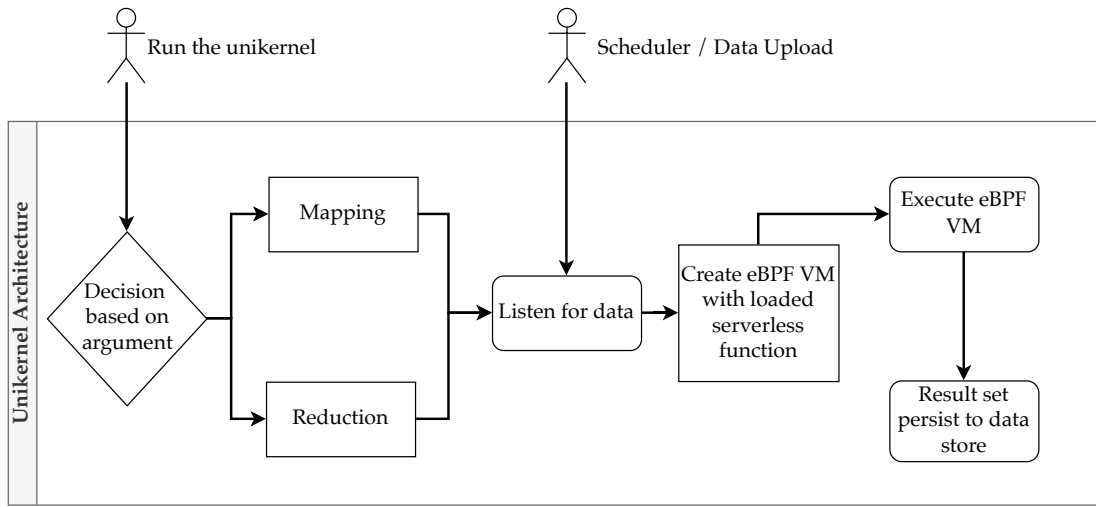 Run the unikernel
Scheduler / Data Upload
Unikernel Architecture
Decision
based on
argument
Mapping
Reduction
Listen for data
Create eBPF VM
with loaded
serverless
function
Execute eBPF
VM
Result set
persist to data
store